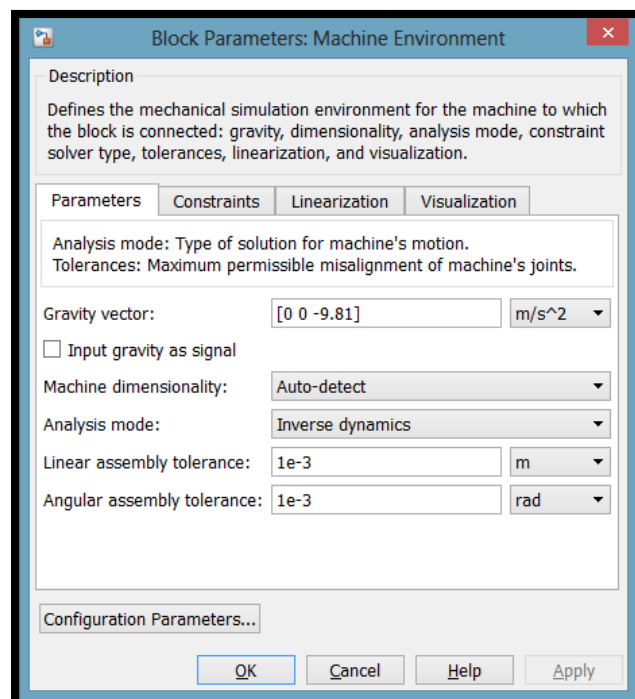 Block Parameters: Machine Environment
Description
Defines the mechanical simulation environment for the machine to which
the block is connected: gravity, dimensionality, analysis mode, constraint
solver type, tolerances, linearization, and visualization.
Parameters Constraints Linearization Visualization
Analysis mode: Type of solution for machine's motion.
Tolerances: Maximum permissible misalignment of machine's joints.
Gravity vector: [0 0 -9.81] m/s^2
Input gravity as signal
Machine dimensionality: Auto-detect
Analysis mode: Inverse dynamics
Linear assembly tolerance: 1e-3 m
Angular assembly tolerance: 1e-3 rad
Configuration Parameters...
OK Cancel Help Apply